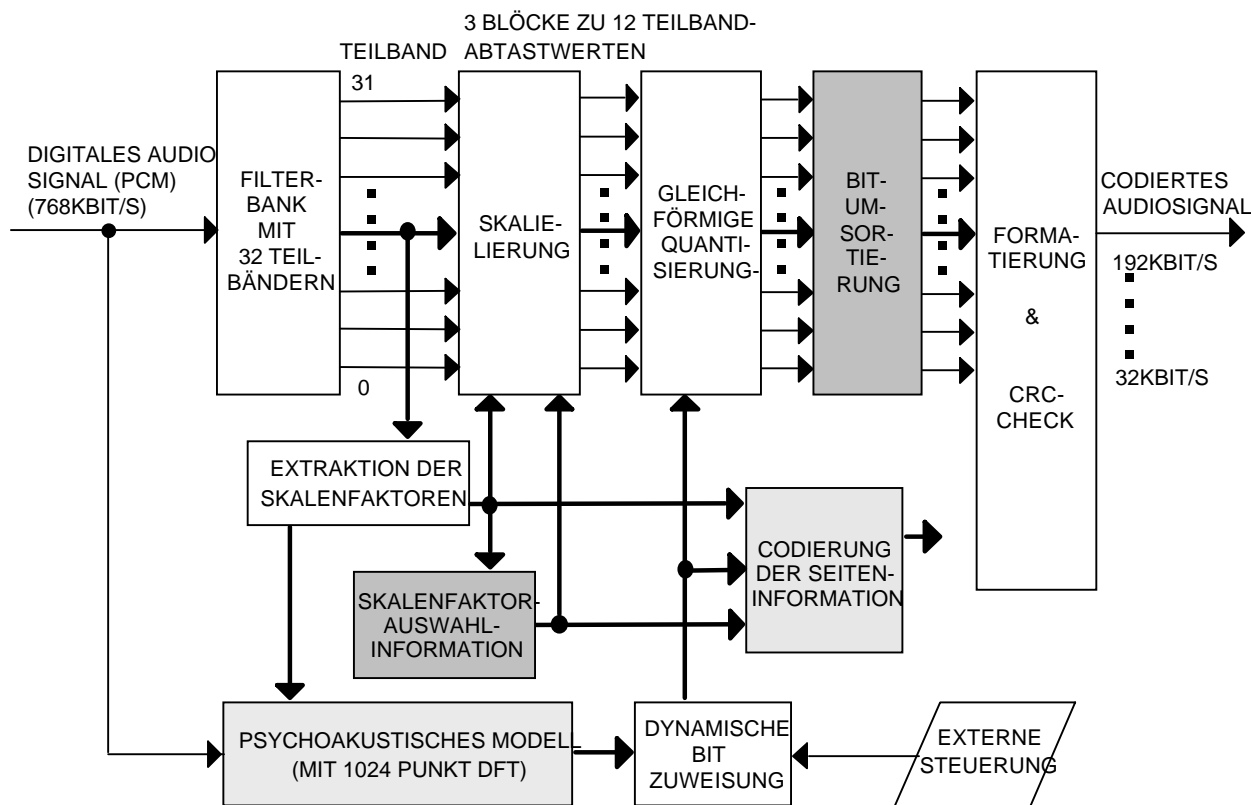 3 BLÖCKE ZU 12 TEILBAND-
TEILBAND ABTASTWERTEN
31
DIGITALES AUDIO
SIGNAL (PCM)
(768KBIT/S)
FILTER-
BANK
MIT
32 TEIL-
BÄNDERN
0
SKALIE-
LIERUNG
GLEICH-
FÖRMIGE
QUANTI-
SIERUNG-
BIT-
UM-
SOR-
TIE-
RUNG
FORMA-
TIERUNG
&
CRC-
CHECK
CODIERTES
AUDIOSIGNAL
192KBIT/S
32KBIT/S
EXTRAKTION DER
SKALENFAKTOREN
SKALENFAKTOR-
AUSWAHL-
INFORMATION
CODIERUNG
DER SEITEN-
INFORMATION
PSYCHOAKUSTISCHES MODELL
(MIT 1024 PUNKT DFT)
DYNAMISCHE
BIT
ZUWEISUNG
EXTERNE
STEUERUNG